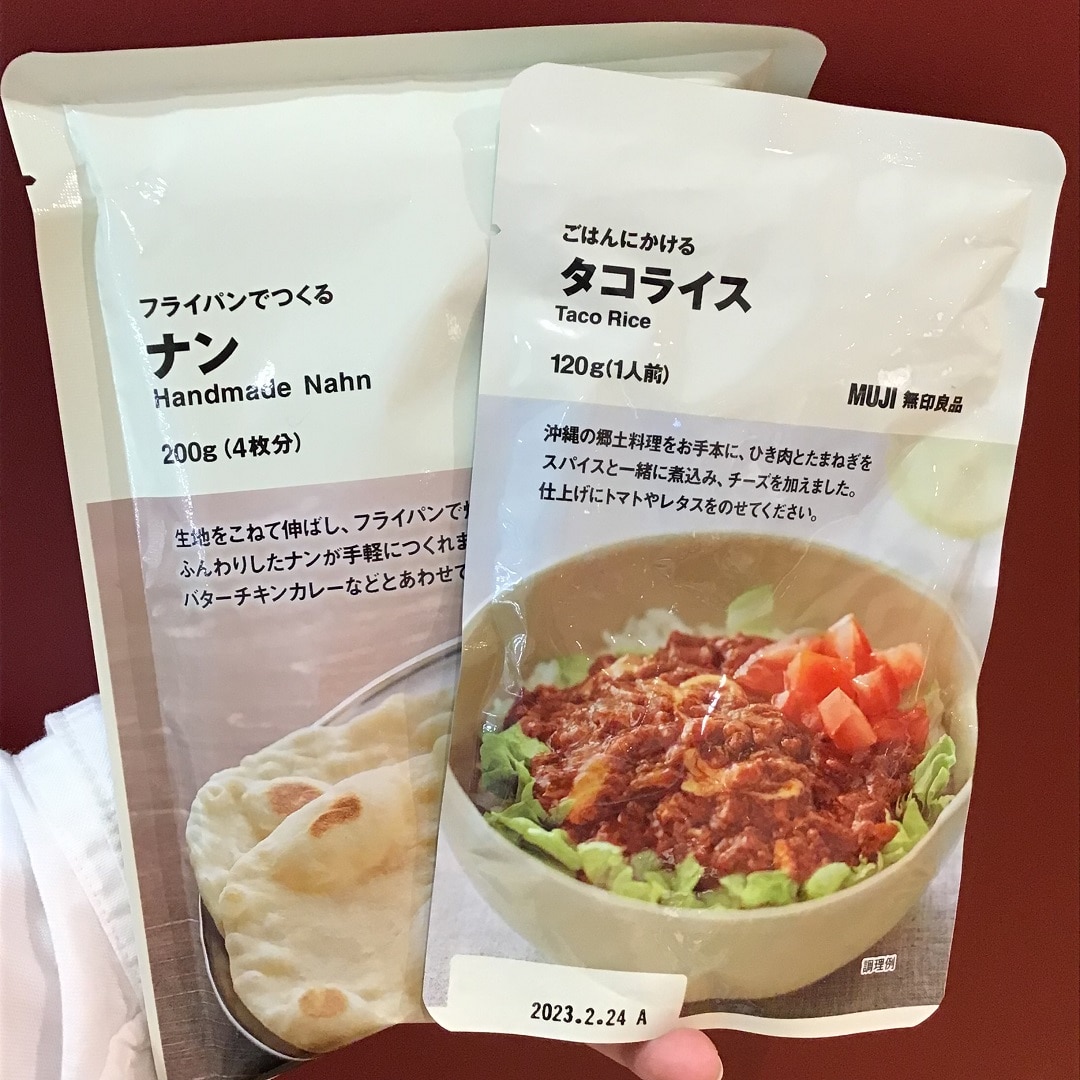 フライパンでつくる
ナン
Handmade Nahn
200g(4枚分)
生地をこねて伸ばし、フライパンで
ふんわりしたナンが手軽につくれま
バターチキンカレーなどとあわせて
ごはんにかける
タコライス
Taco Rice
120g(1人前)
MUJI 無印良品
沖縄の郷土料理をお手本に、ひき肉とたまねぎを
スパイスと一緒に煮込み、チーズを加えました。
仕上げにトマトやレタスをのせてください。
調理例
2023.2.24 A